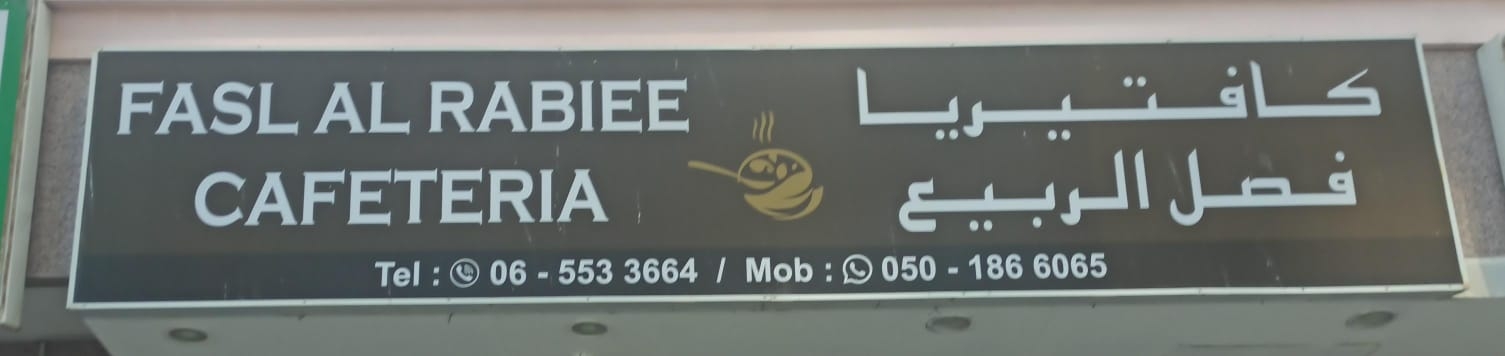 FASL AL RABIEE
CAFETERIA
كافتيريا
فصل الربيع
Tel : 06 - 553 3664 / Mob : 050 - 186 6065